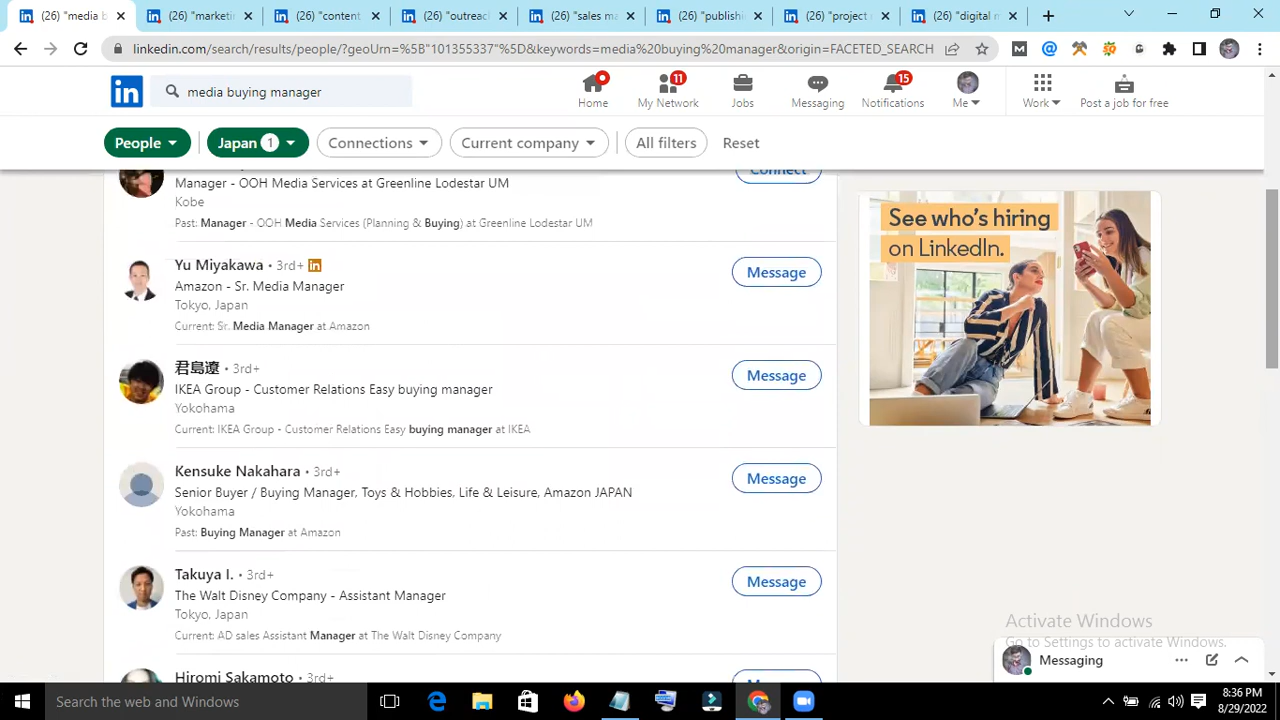 (26) "media b
(26) "marketin
(26) "content
(26) "outreac
(26) "sales ma
(26) "publishi
(26) "project
(26) "digital m
linkedin.com/search/results/people/?geoUrn=%5B"101355337"%5D&keywords=media%20buying%20manager&origin=FACETED_SEARCH
in
media buying manager
Home
11
My Network
Jobs
Messaging
15
Notifications
Me
Work
Post a job for free
People
Japan 1
Connections
Current company
All filters
Reset
Connect
Manager - OOH Media Services at Greenline Lodestar UM
Kobe
Past: Manager - OOH Media Services (Planning & Buying) at Greenline Lodestar UM
Yu Miyakawa • 3rd+ in
Message
Amazon - Sr. Media Manager
Tokyo, Japan
Current: Sr. Media Manager at Amazon
君島遼 • 3rd+
Message
IKEA Group - Customer Relations Easy buying manager
Yokohama
Current: IKEA Group - Customer Relations Easy buying manager at IKEA
Kensuke Nakahara • 3rd+
Message
Senior Buyer / Buying Manager, Toys & Hobbies, Life & Leisure, Amazon JAPAN
Yokohama
Past: Buying Manager at Amazon
Takuya I. • 3rd+
Message
The Walt Disney Company - Assistant Manager
Tokyo, Japan
Current: AD sales Assistant Manager at The Walt Disney Company
Hiromi Sakamoto • 3rd+
See who's hiring
on LinkedIn.
Activate Windows
Go to Settings to activate Windows.
Messaging
Search the web and Windows
8:36 PM
8/29/2022